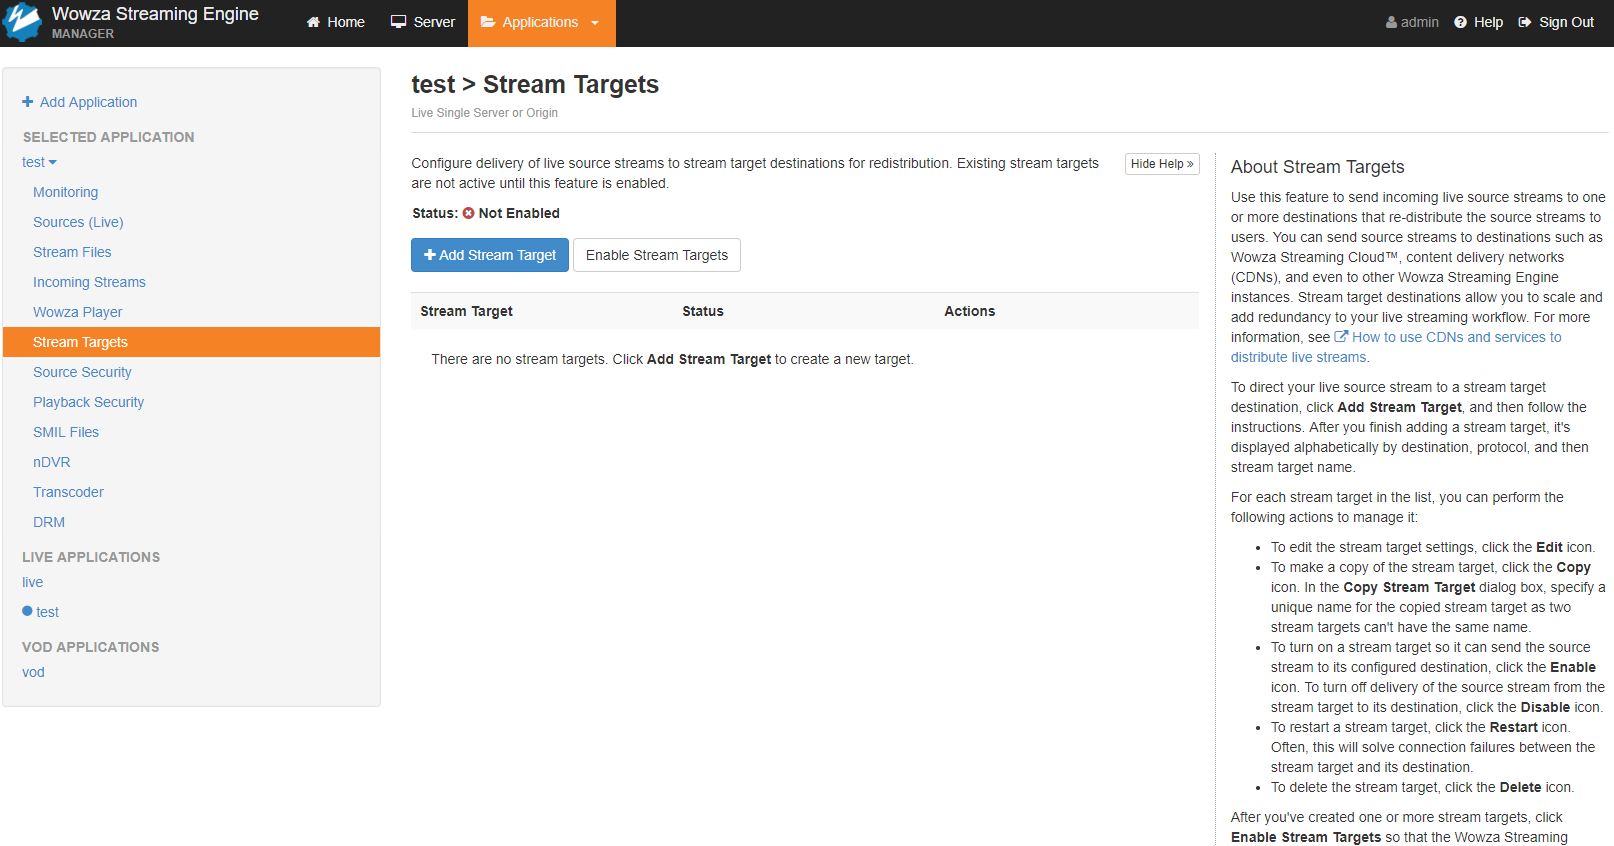 Wowza Streaming Engine
MANAGER
Home
Server
Applications
admin
Help
Sign Out
Add Application
SELECTED APPLICATION
test
Monitoring
Sources (Live)
Stream Files
Incoming Streams
Wowza Player
Stream Targets
Source Security
Playback Security
SMIL Files
nDVR
Transcoder
DRM
LIVE APPLICATIONS
live
test
VOD APPLICATIONS
vod
test > Stream Targets
Live Single Server or Origin
Configure delivery of live source streams to stream target destinations for redistribution. Existing stream targets
are not active until this feature is enabled.
Hide Help »
Status: Not Enabled
Add Stream Target
Enable Stream Targets
Stream Target Status Actions
There are no stream targets. Click Add Stream Target to create a new target.
About Stream Targets
Use this feature to send incoming live source streams to one
or more destinations that re-distribute the source streams to
users. You can send source streams to destinations such as
Wowza Streaming Cloud™, content delivery networks
(CDNs), and even to other Wowza Streaming Engine
instances. Stream target destinations allow you to scale and
add redundancy to your live streaming workflow. For more
information, see How to use CDNs and services to
distribute live streams.
To direct your live source stream to a stream target
destination, click Add Stream Target, and then follow the
instructions. After you finish adding a stream target, it's
displayed alphabetically by destination, protocol, and then
stream target name.
For each stream target in the list, you can perform the
following actions to manage it:
• To edit the stream target settings, click the Edit icon.
• To make a copy of the stream target, click the Copy
icon. In the Copy Stream Target dialog box, specify a
unique name for the copied stream target as two
stream targets can't have the same name.
• To turn on a stream target so it can send the source
stream to its configured destination, click the Enable
icon. To turn off delivery of the source stream from the
stream target to its destination, click the Disable icon.
• To restart a stream target, click the Restart icon.
Often, this will solve connection failures between the
stream target and its destination.
• To delete the stream target, click the Delete icon.
After you've created one or more stream targets, click
Enable Stream Targets so that the Wowza Streaming